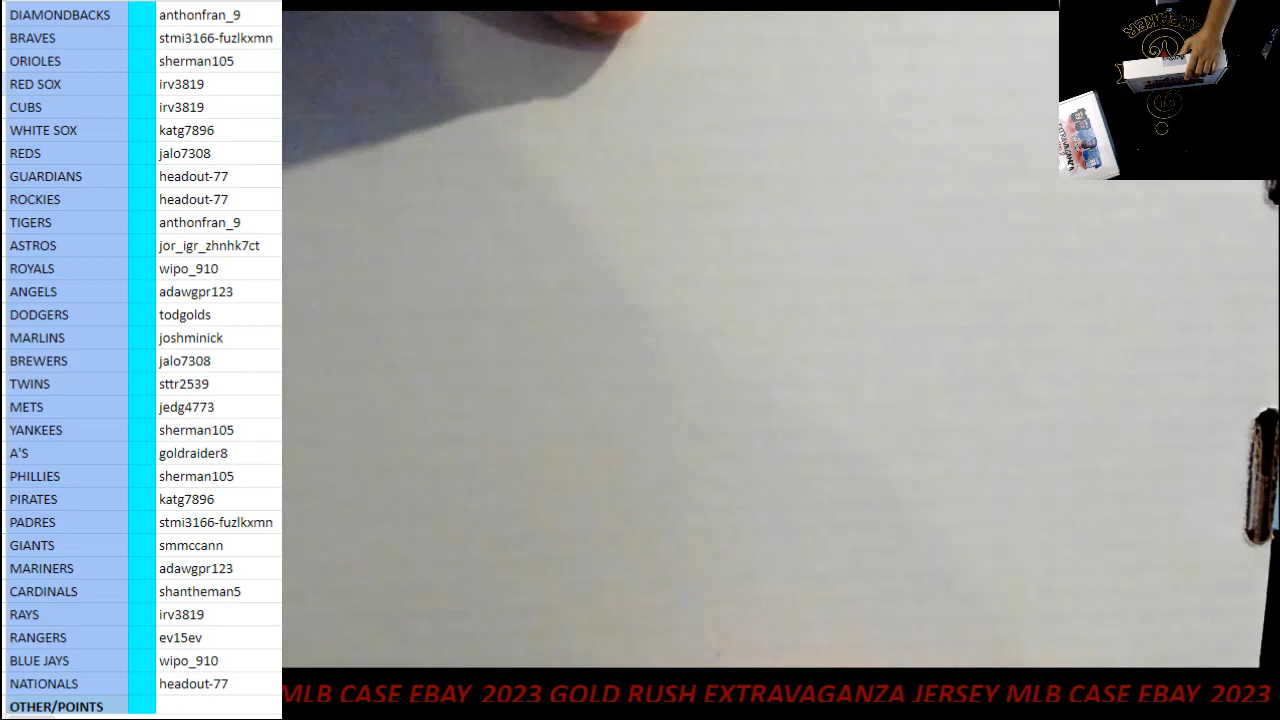 DIAMONDBACKS anthonfran_9
BRAVES stmi3166-fuzlkxmn
ORIOLES sherman105
RED SOX irv3819
CUBS irv3819
WHITE SOX katg7896
REDS jalo7308
GUARDIANS headout-77
ROCKIES headout-77
TIGERS anthonfran_9
ASTROS jor_igr_zhnhk7ct
ROYALS wipo_910
ANGELS adawgpr123
DODGERS todgolds
MARLINS joshminick
BREWERS jalo7308
TWINS sttr2539
METS jedg4773
YANKEES sherman105
A'S goldraider8
PHILLIES sherman105
PIRATES katg7896
PADRES stmi3166-fuzlkxmn
GIANTS smmccann
MARINERS adawgpr123
CARDINALS shantheman5
RAYS irv3819
RANGERS ev15ev
BLUE JAYS wipo_910
NATIONALS headout-77
OTHER/POINTS
EXTRAVAGANZA
MLB CASE EBAY 2023 GOLD RUSH EXTRAVAGANZA JERSEY MLB CASE EBAY 2023